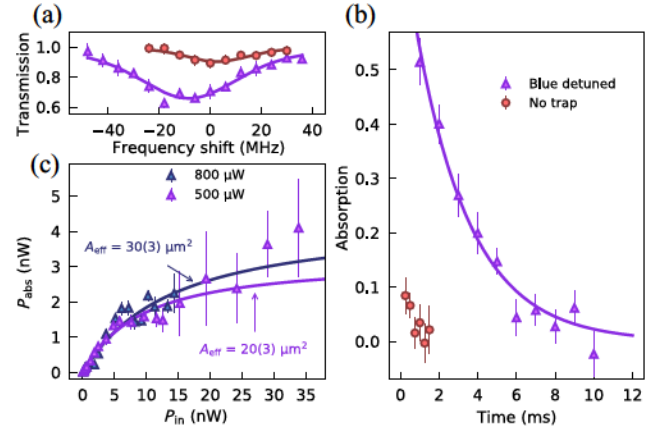 (a)
Transmission
1.0
0.8
0.6
−40
−20
0
20
40
Frequency shift (MHz)
(b)
Absorption
0.5
0.4
0.3
0.2
0.1
0.0
Blue detuned
No trap
0
2
4
6
8
10
12
Time (ms)
(c)
800 μW
500 μW
A_eff = 30(3) μm²
A_eff = 20(3) μm²
P_abs (nW)
6
5
4
3
2
1
0
0
5
10
15
20
25
30
35
P_in (nW)